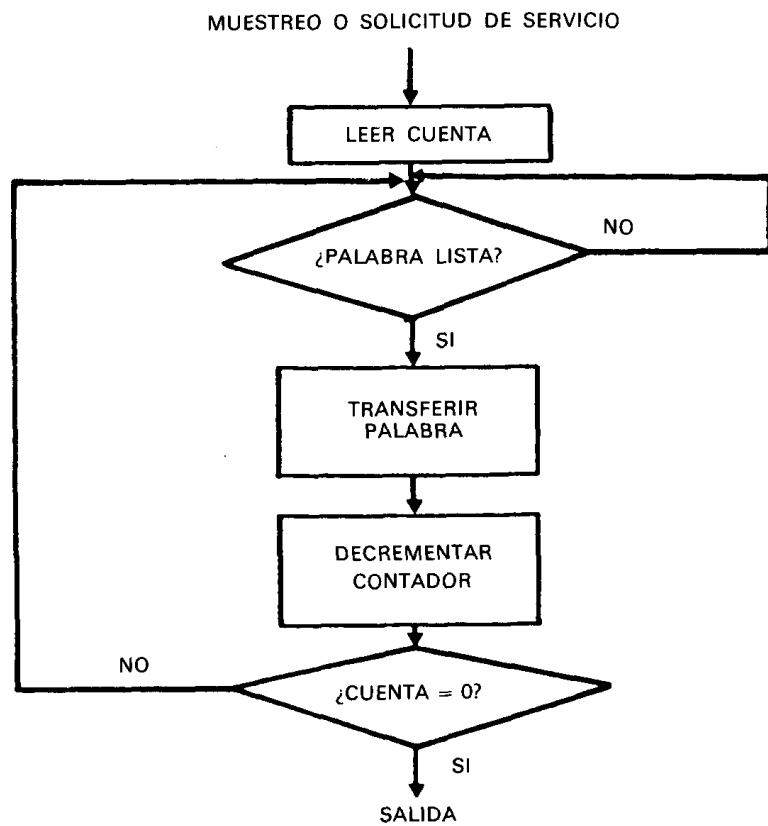 MUESTREO O SOLICITUD DE SERVICIO
LEER CUENTA
NO
¿PALABRA LISTA?
SI
TRANSFERIR
PALABRA
DECREMENTAR
CONTADOR
NO
¿CUENTA = 0?
SI
SALIDA